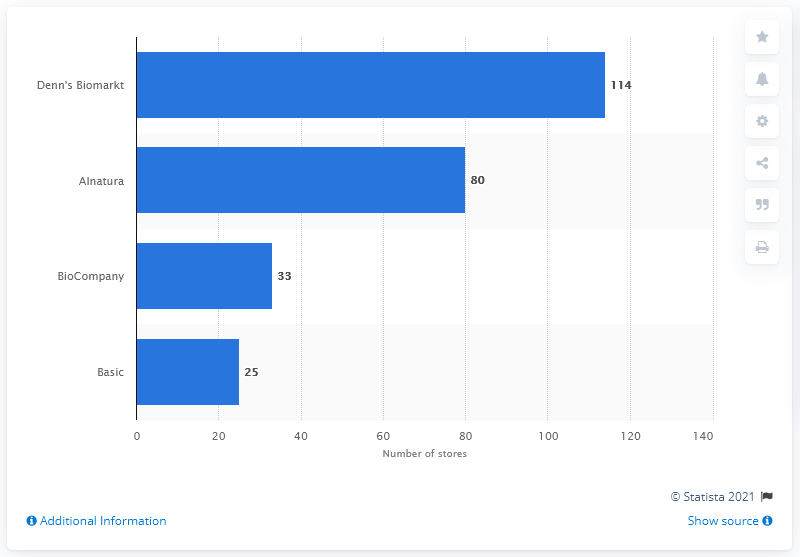 Denn's Biomarkt
114
Alnatura
80
BioCompany
33
Basic
25
0 20 40 60 80 100 120 140
Number of stores
© Statista 2021
Additional Information
Show source